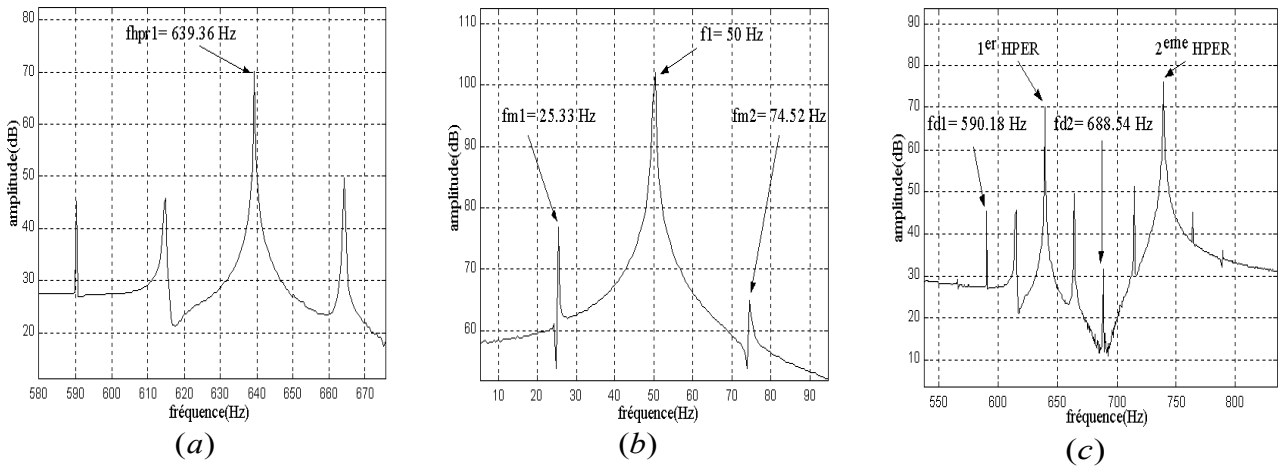 80
70
60
50
40
30
20
amplitude(dB)
fhpr1= 639.36 Hz
580 590 600 610 620 630 640 650 660 670
fréquence(Hz)
(a)
110
100
90
80
70
60
amplitude(dB)
f1= 50 Hz
fm1= 25.33 Hz
fm2= 74.52 Hz
10 20 30 40 50 60 70 80 90
fréquence(Hz)
(b)
90
80
70
60
50
40
30
20
10
amplitude(dB)
1er HPER
2eme HPER
fd1= 590.18 Hz
fd2= 688.54 Hz
550 600 650 700 750 800
fréquence(Hz)
(c)